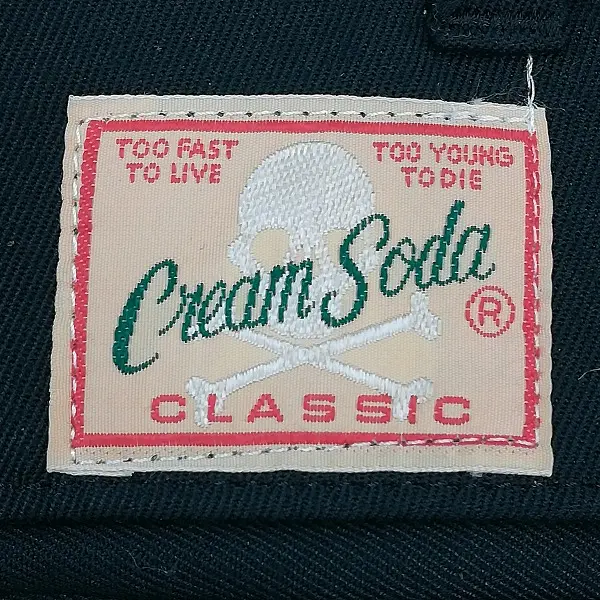 TOO FAST
TO LIVE
TOO YOUNG
TO DIE
Cream Soda
®
CLASSIC